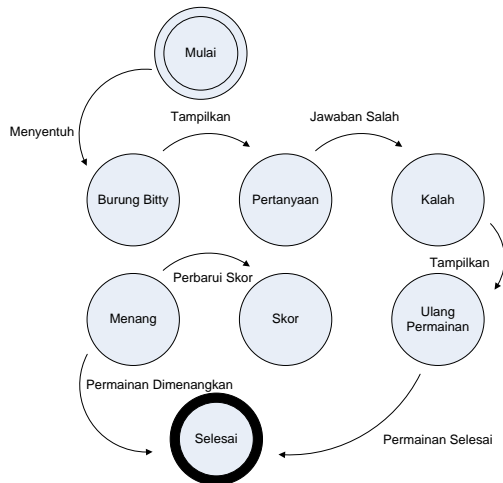 Mulai
Menyentuh
Tampilkan
Jawaban Salah
Burung Bitty
Pertanyaan
Kalah
Perbarui Skor
Tampilkan
Menang
Skor
Ulang
Permainan
Permainan Dimenangkan
Selesai
Permainan Selesai